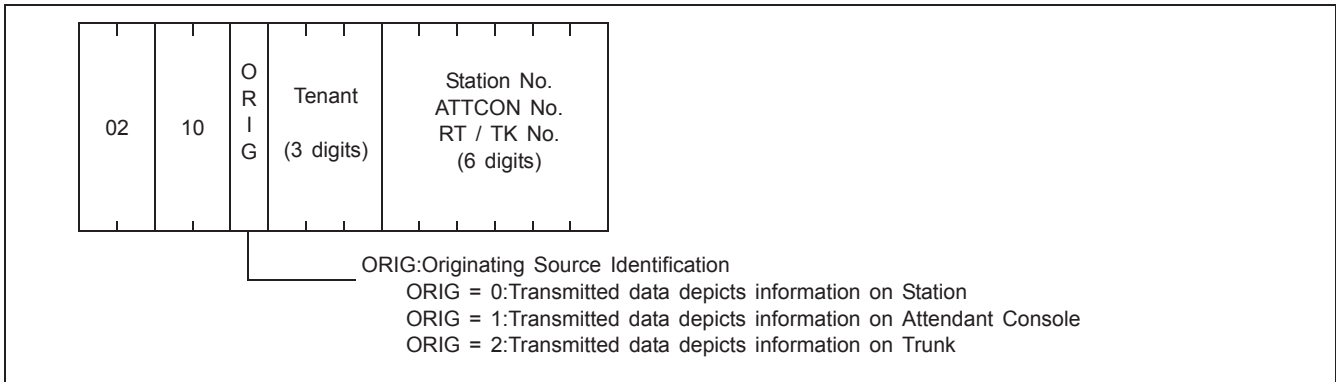 02
10
O
R
I
G
Tenant
(3 digits)
Station No.
ATTCON No.
RT / TK No.
(6 digits)
ORIG:Originating Source Identification
ORIG = 0:Transmitted data depicts information on Station
ORIG = 1:Transmitted data depicts information on Attendant Console
ORIG = 2:Transmitted data depicts information on Trunk